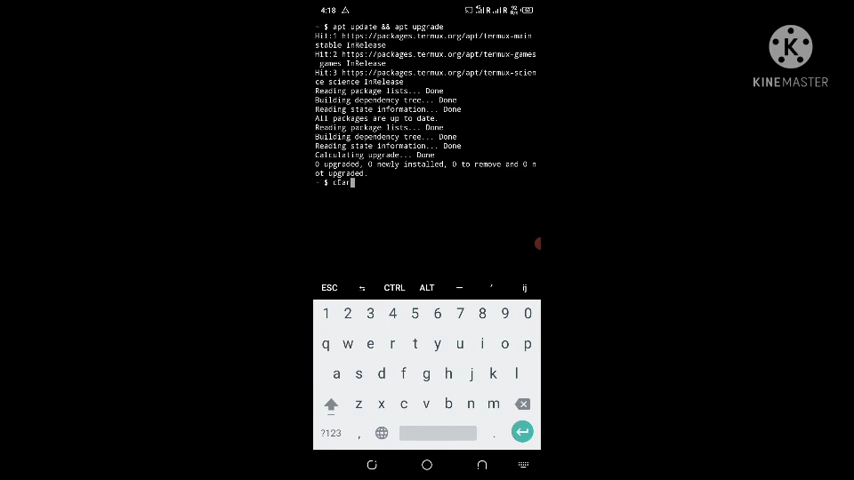 4:18
~ $ apt update && apt upgrade
Hit:1 https://packages.termux.org/apt/termux-main
stable InRelease
Hit:2 https://packages.termux.org/apt/termux-games
games InRelease
Hit:3 https://packages.termux.org/apt/termux-scien
ce science InRelease
Reading package lists... Done
Building dependency tree... Done
Reading state information... Done
All packages are up to date.
Reading package lists... Done
Building dependency tree... Done
Reading state information... Done
Calculating upgrade... Done
0 upgraded, 0 newly installed, 0 to remove and 0 n
ot upgraded.
~ $
K
KINEMASTER
ESC CTRL ALT — ′ ij
1 2 3 4 5 6 7 8 9 0
q w e r t y u i o p
a s d f g h j k l
z x c v b n m
?123 , .